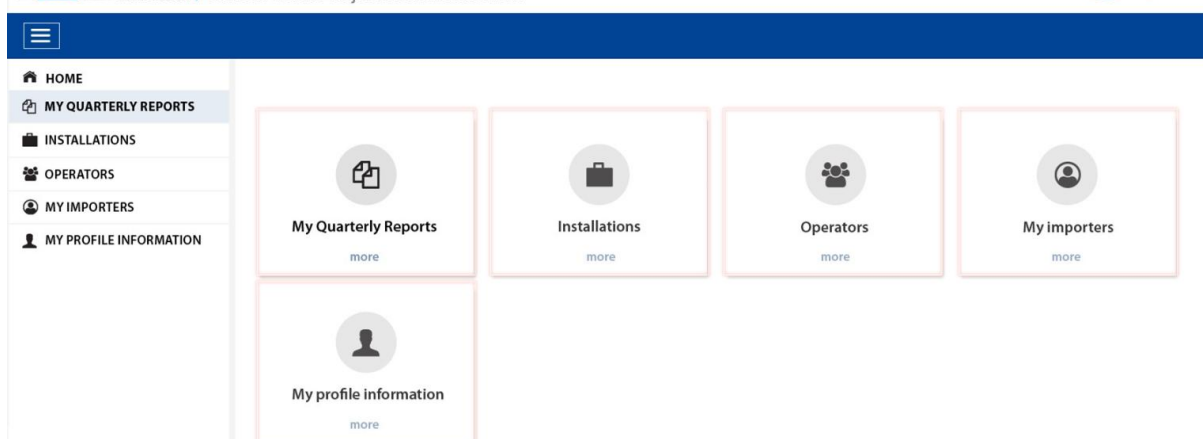 HOME
MY QUARTERLY REPORTS
INSTALLATIONS
OPERATORS
MY IMPORTERS
MY PROFILE INFORMATION
My Quarterly Reports
more
Installations
more
Operators
more
My importers
more
My profile information
more